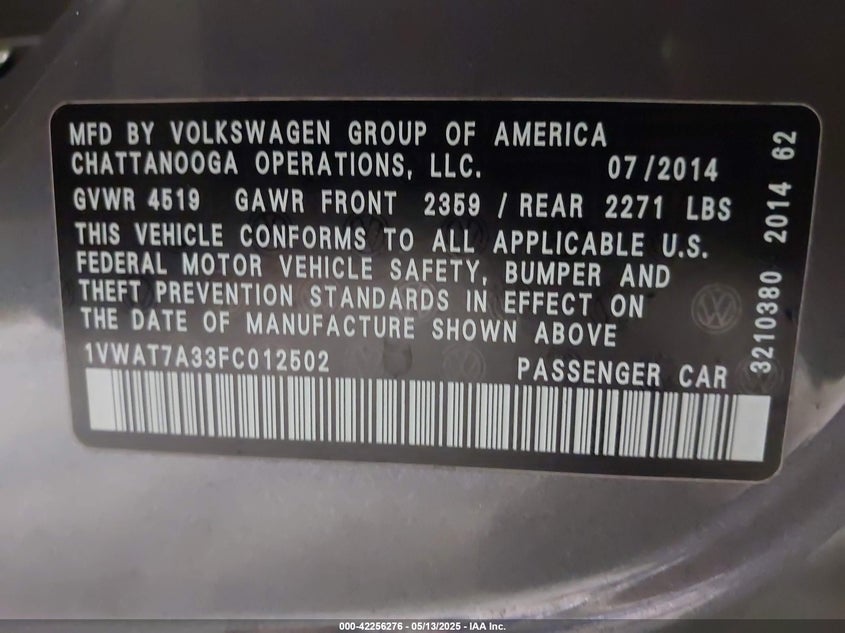 MFD BY VOLKSWAGEN GROUP OF AMERICA
CHATTANOOGA OPERATIONS, LLC. 07/2014
GVWR 4519 GAWR FRONT 2359 / REAR 2271 LBS
THIS VEHICLE CONFORMS TO ALL APPLICABLE U.S.
FEDERAL MOTOR VEHICLE SAFETY, BUMPER AND
THEFT PREVENTION STANDARDS IN EFFECT ON
THE DATE OF MANUFACTURE SHOWN ABOVE
1VWAT7A33FC012502 PASSENGER CAR
3210380 2014 62
000-42256276 - 05/13/2025 - IAA Inc.